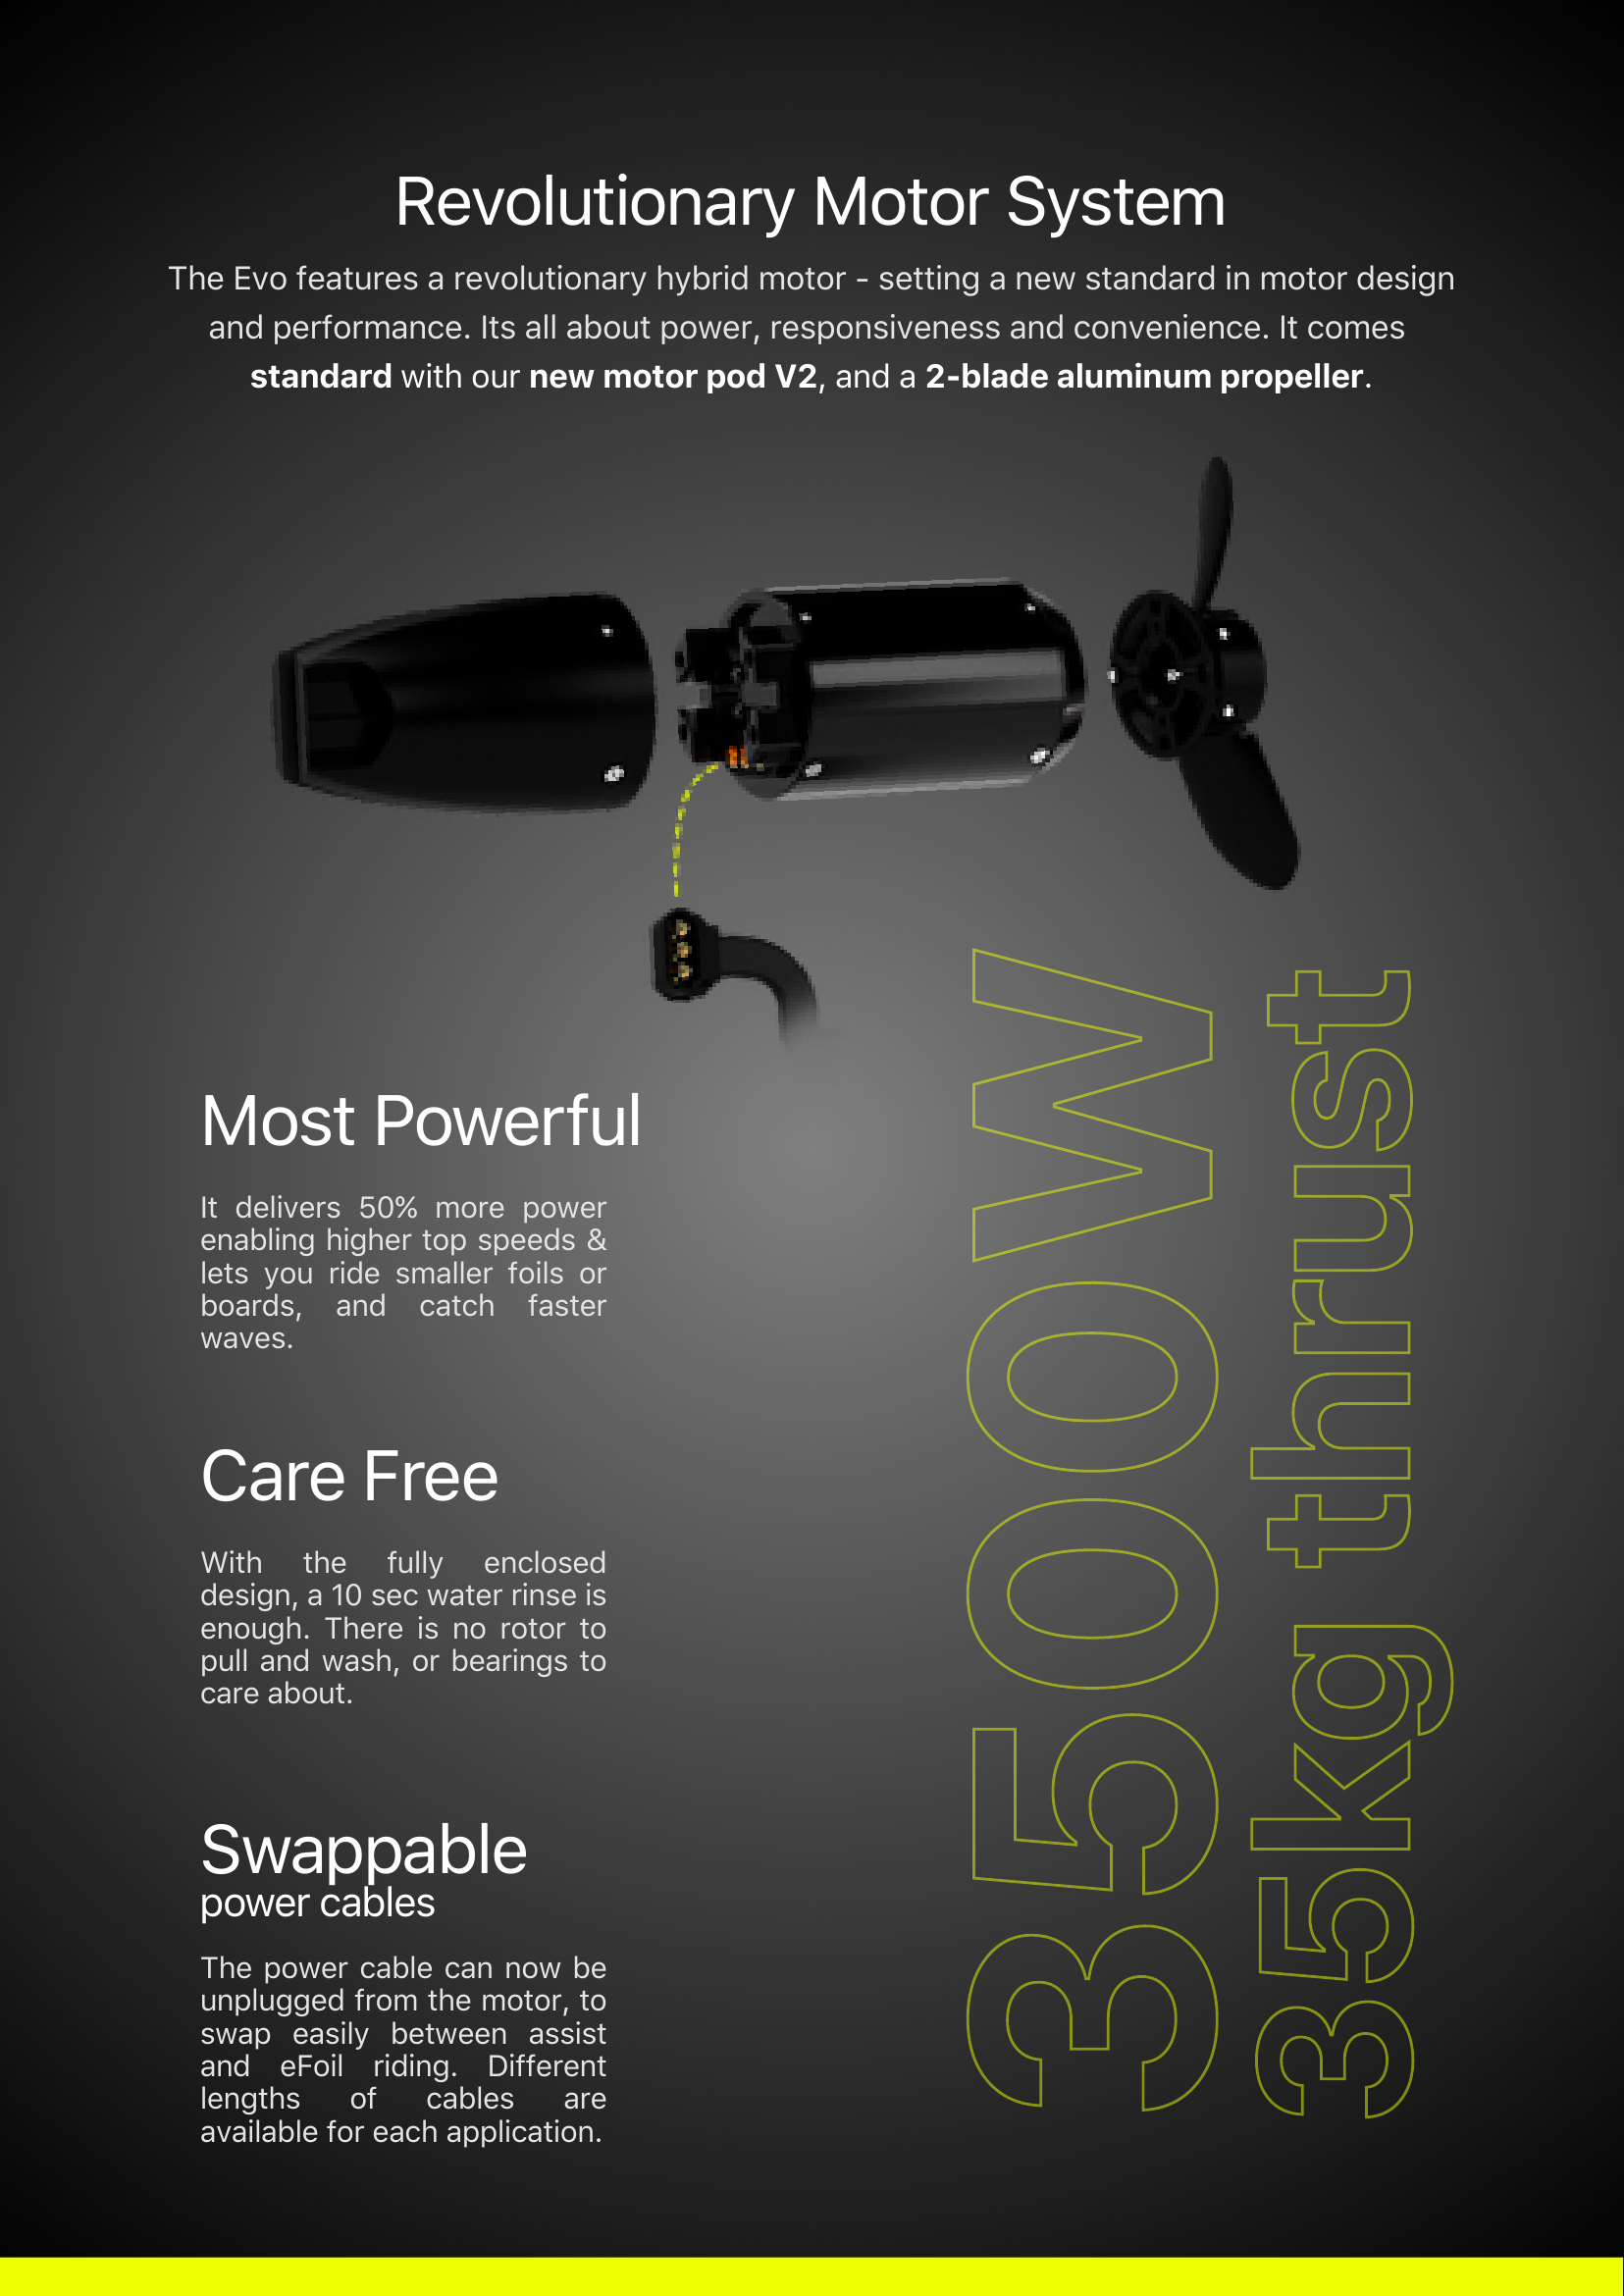 Revolutionary Motor System
The Evo features a revolutionary hybrid motor - setting a new standard in motor design
and performance. Its all about power, responsiveness and convenience. It comes
standard with our new motor pod V2, and a 2-blade aluminum propeller.
Most Powerful
It delivers 50% more power
enabling higher top speeds &
lets you ride smaller foils or
boards, and catch faster
waves.
Care Free
With the fully enclosed
design, a 10 sec water rinse is
enough. There is no rotor to
pull and wash, or bearings to
care about.
Swappable
power cables
The power cable can now be
unplugged from the motor, to
swap easily between assist
and eFoil riding. Different
lengths of cables are
available for each application.
3500W
35kg thrust